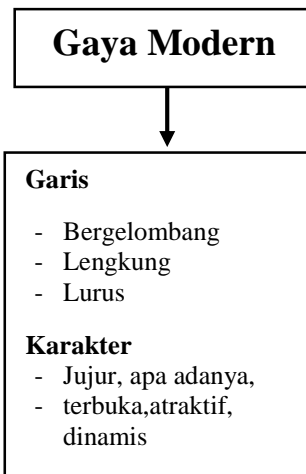 Gaya Modern
Garis
- Bergelombang
- Lengkung
- Lurus
Karakter
- Jujur, apa adanya,
- terbuka,atraktif,
dinamis